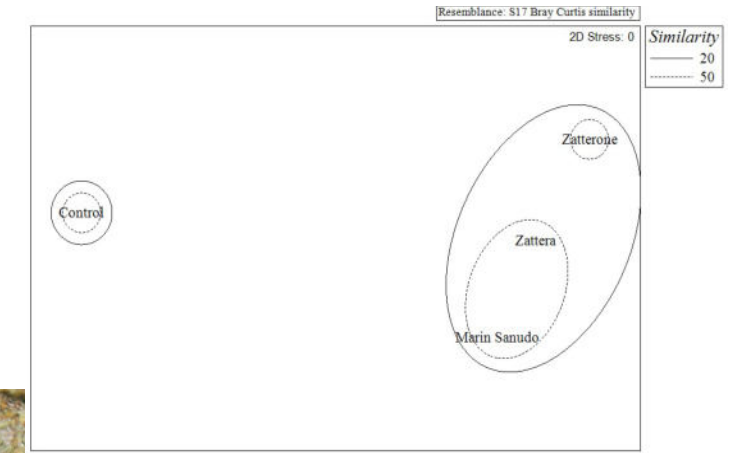 Resemblance: S17 Bray Curtis similarity
2D Stress: 0
Similarity
20
50
Zatterone
Control
Zattera
Marin Sanudo